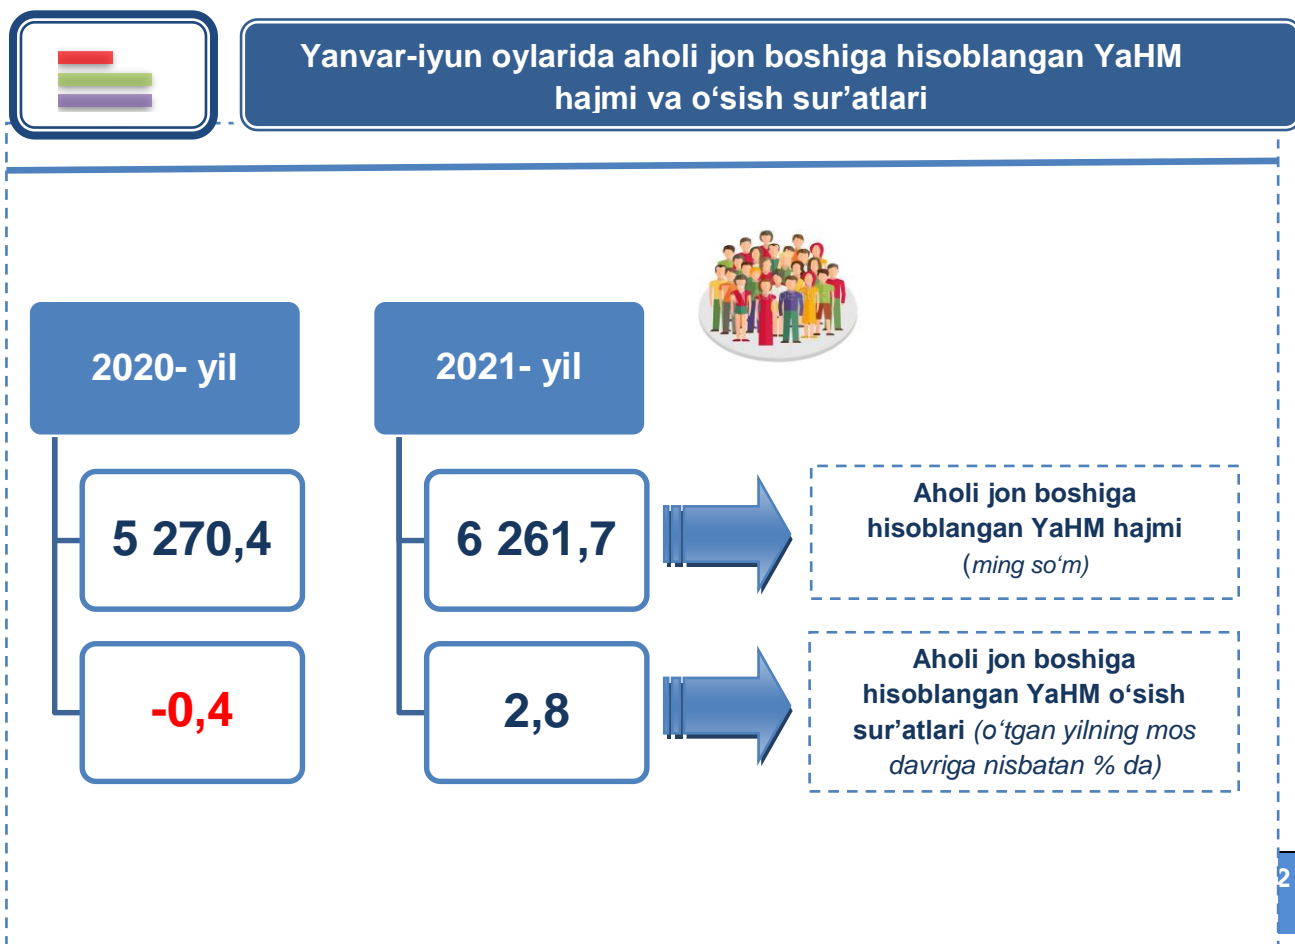 Yanvar-iyun oylarida aholi jon boshiga hisoblangan YaHM
hajmi va o‘sish sur’atlari
2020- yil
2021- yil
5 270,4
6 261,7
Aholi jon boshiga
hisoblangan YaHM hajmi
(ming so‘m)
-0,4
2,8
Aholi jon boshiga
hisoblangan YaHM o‘sish
sur’atlari (o‘tgan yilning mos
davriga nisbatan % da)
2